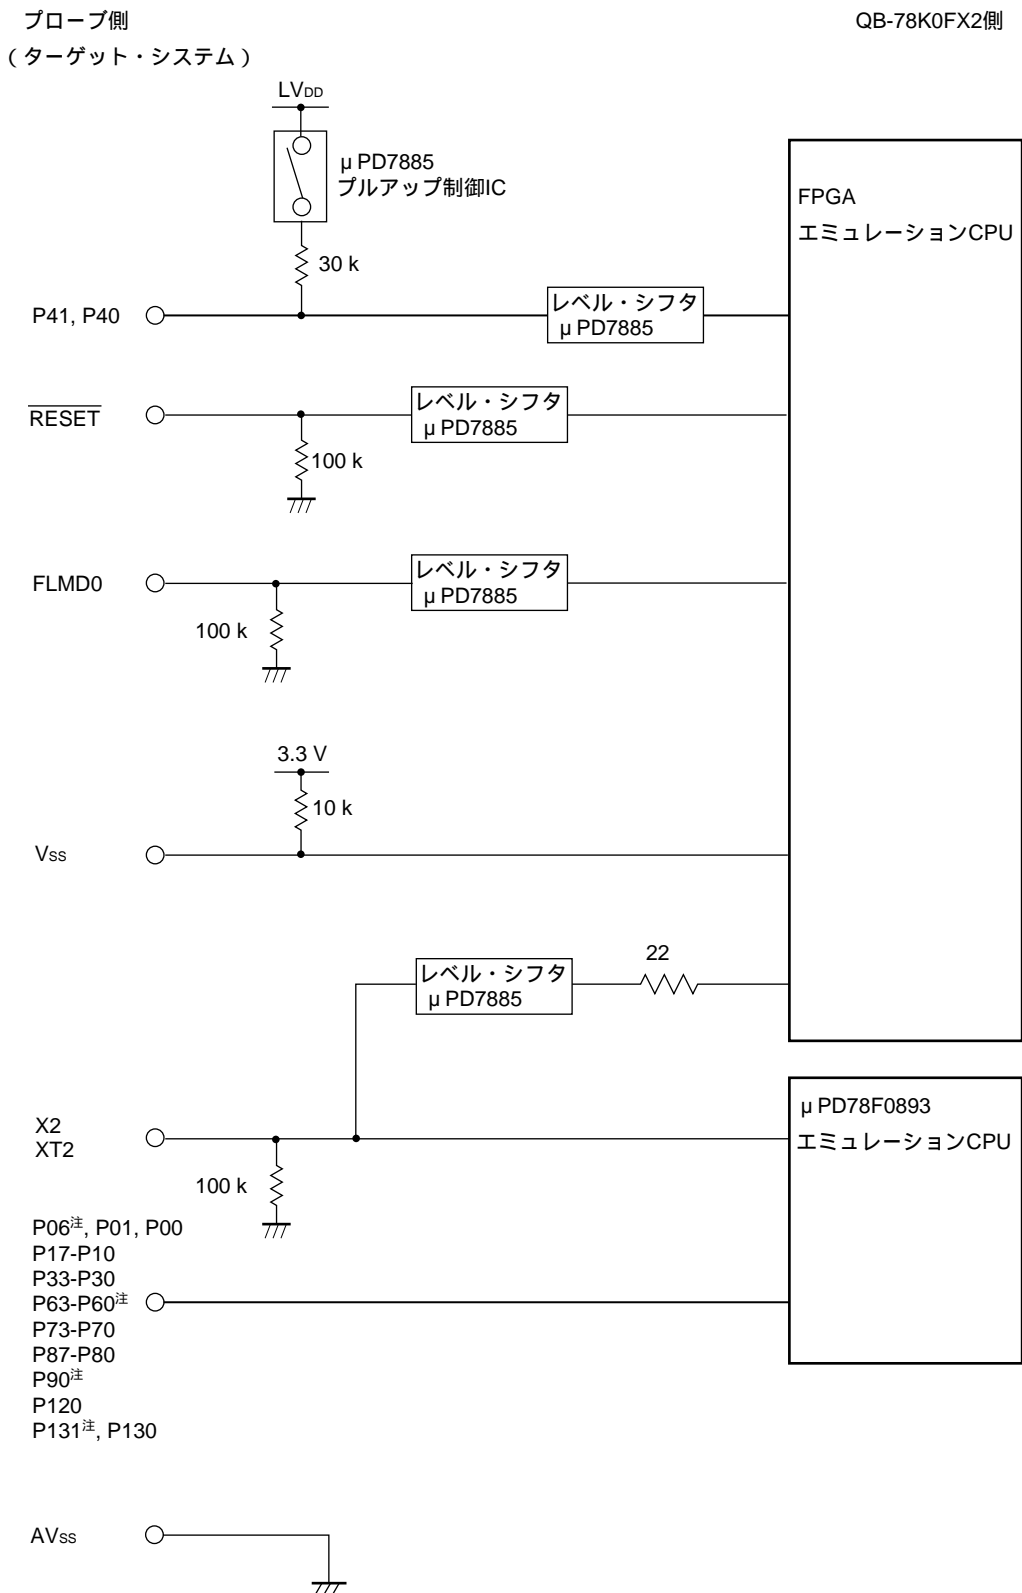 プローブ側
QB-78K0FX2側
（ターゲット・システム）
LVDD
μ PD7885
プルアップ制御IC
FPGA
エミュレーションCPU
30 k
P41, P40
レベル・シフタ
μ PD7885
RESET
レベル・シフタ
μ PD7885
100 k
FLMD0
レベル・シフタ
μ PD7885
100 k
3.3 V
10 k
VSS
22
レベル・シフタ
μ PD7885
X2
XT2
μ PD78F0893
エミュレーションCPU
100 k
P06注, P01, P00
P17-P10
P33-P30
P63-P60注
P73-P70
P87-P80
P90注
P120
P131注, P130
AVSS